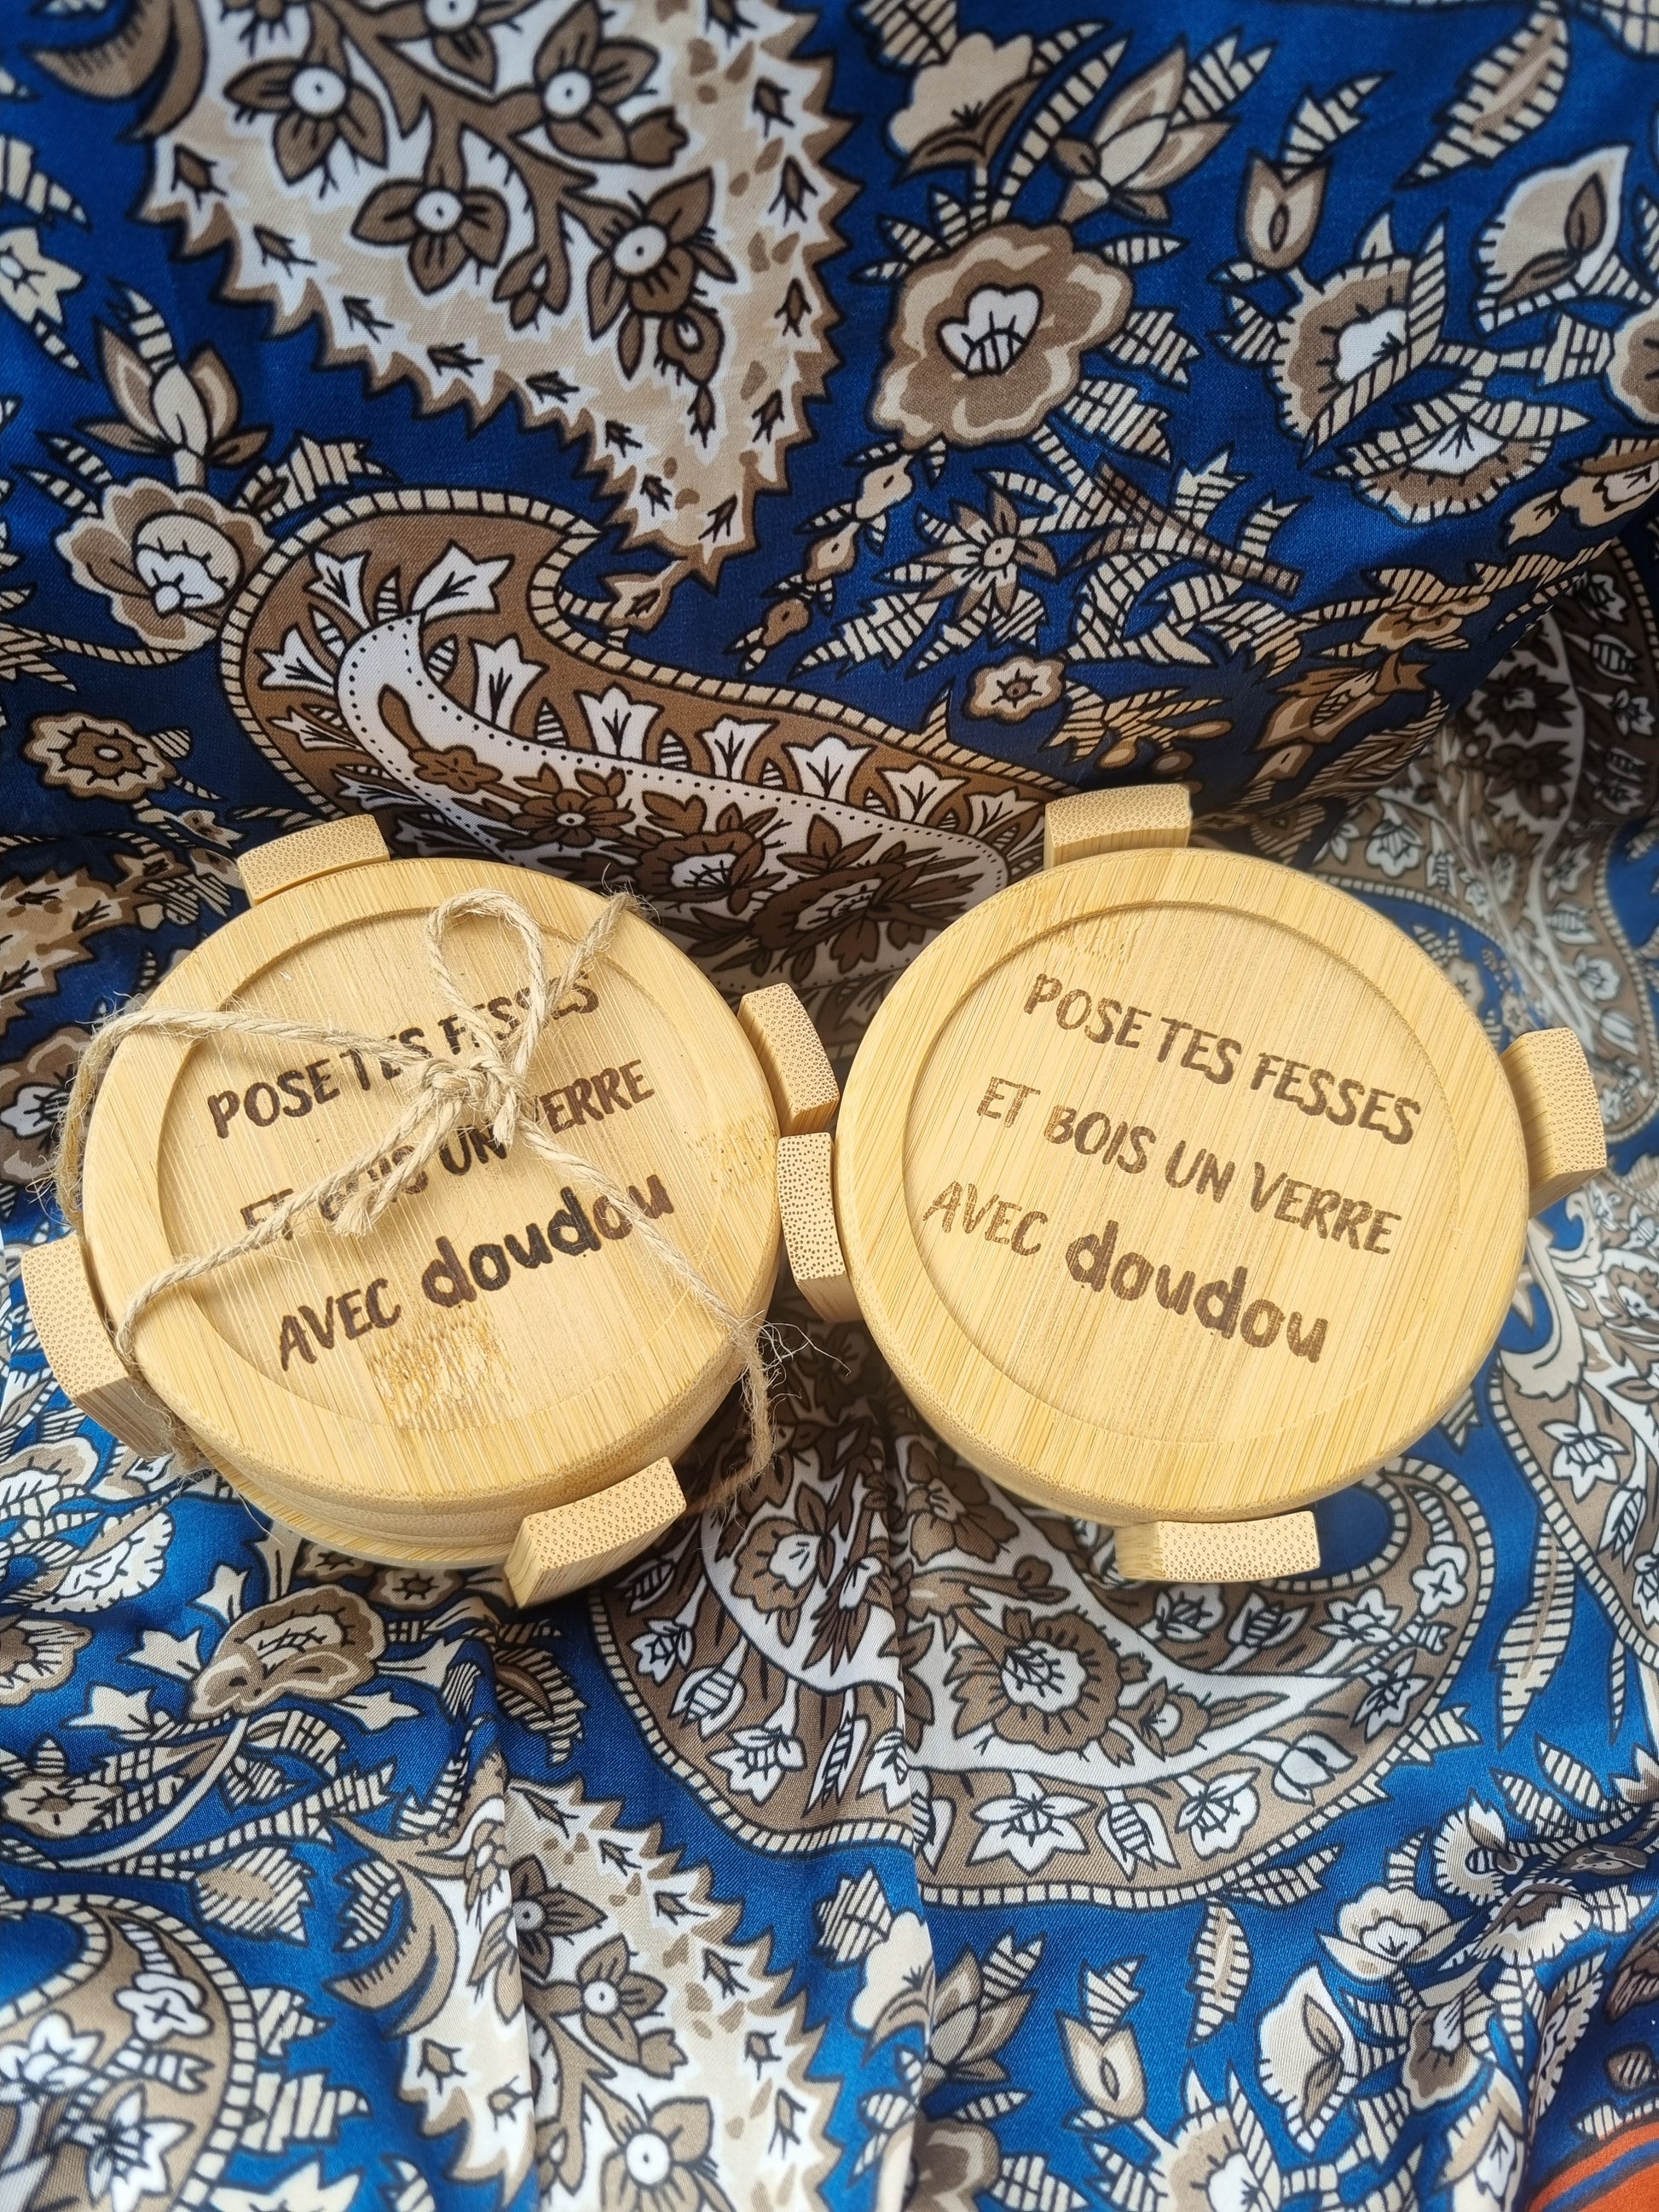 POSE TES FESSES
ET BOIS UN VERRE
AVEC doudou
POSE TES FESSES
ET BOIS UN VERRE
AVEC doudou